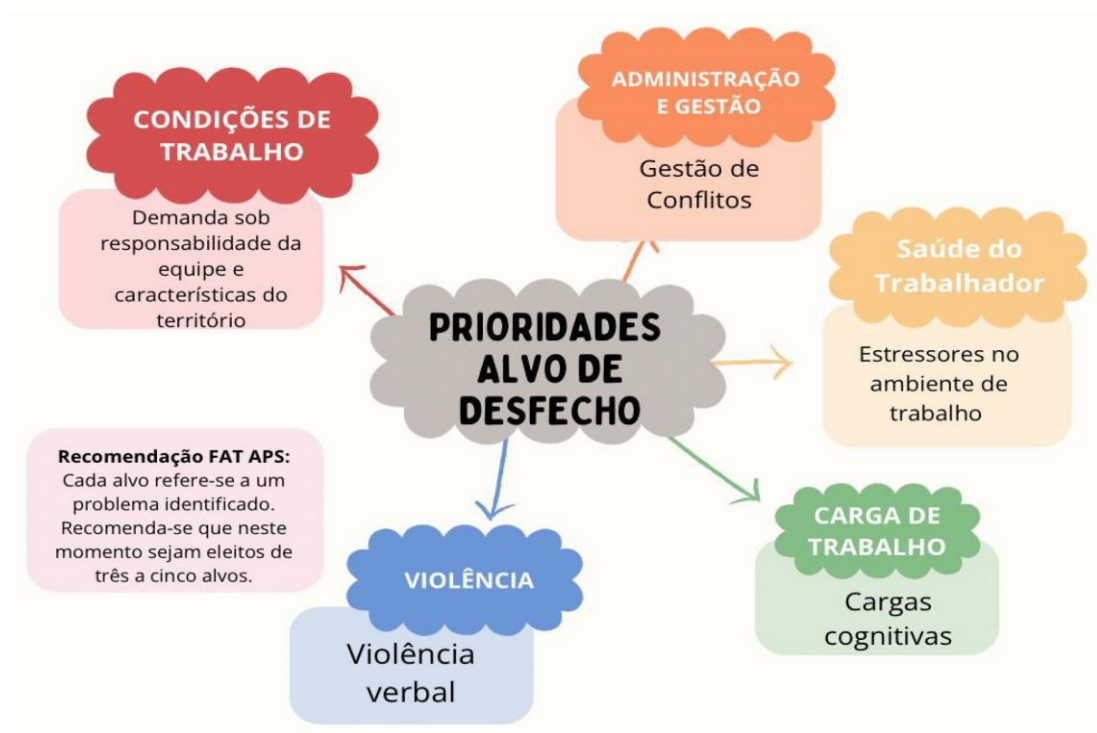 CONDIÇÕES DE
TRABALHO
Demanda sob
responsabilidade da
equipe e
características do
território
ADMINISTRAÇÃO
E GESTÃO
Gestão de
Conflitos
Saúde do
Trabalhador
Estressores no
ambiente de
trabalho
PRIORIDADES
ALVO DE
DESFECHO
Recomendação FAT APS:
Cada alvo refere-se a um
problema identificado.
Recomenda-se que neste
momento sejam eleitos de
três a cinco alvos.
VIOLÊNCIA
Violência
verbal
CARGA DE
TRABALHO
Cargas
cognitivas